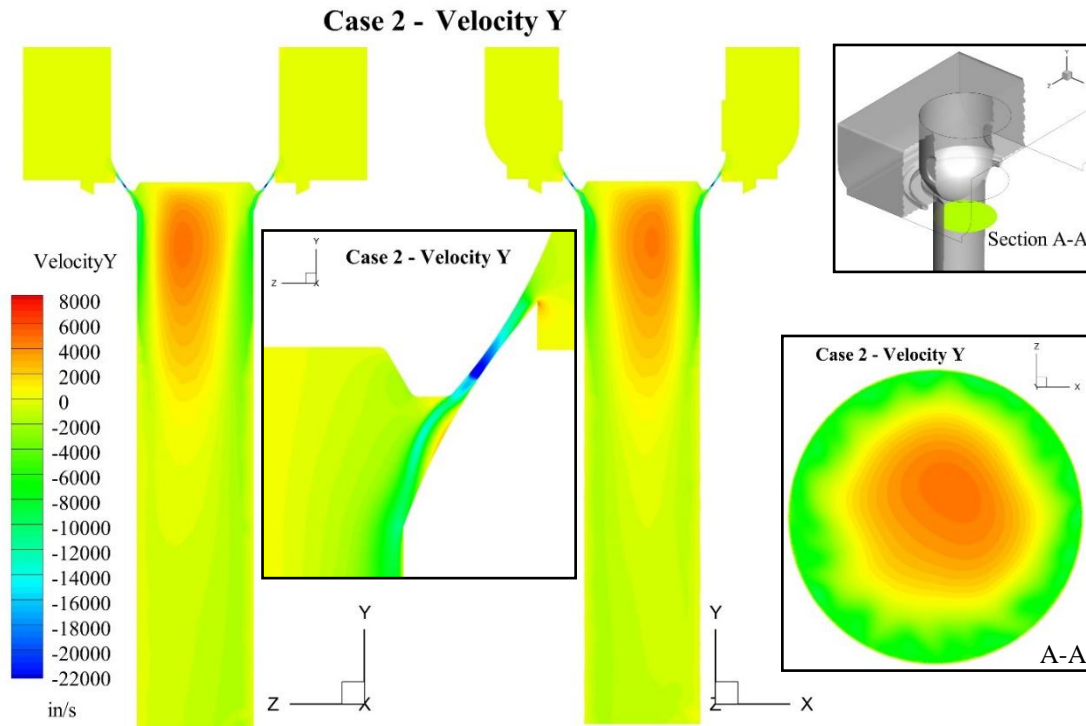 Case 2 - Velocity Y
Y
Z
X
Section A-A
VelocityY
8000
6000
4000
2000
0
-2000
-4000
-6000
-8000
-10000
-12000
-14000
-16000
-18000
-20000
-22000
in/s
Y
Z
X
Case 2 - Velocity Y
Y
Z
X
Y
Z
X
Case 2 - Velocity Y
Z
Y
X
A-A